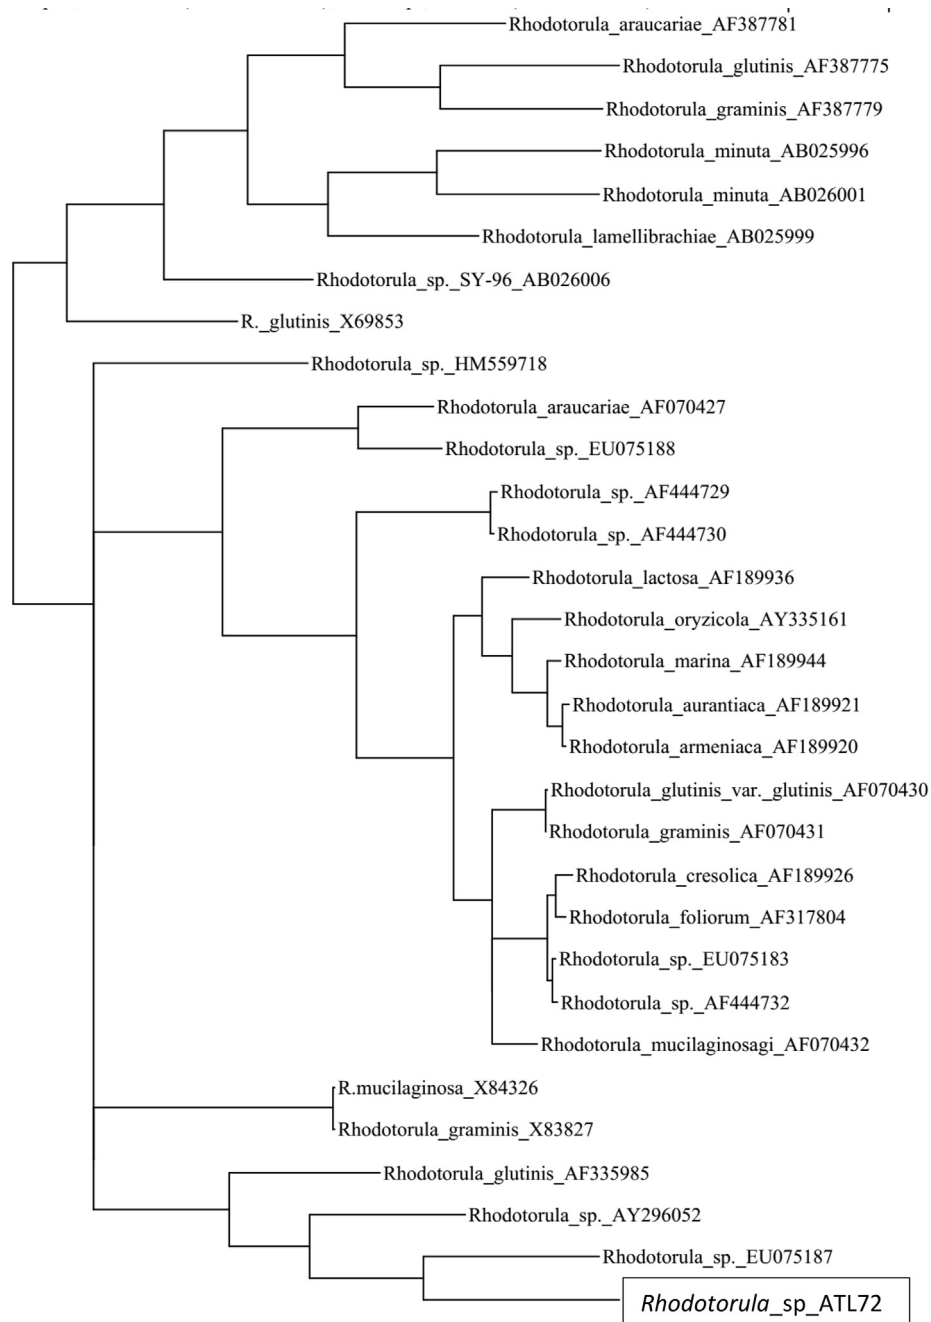 Rhodotorula_araucariae_AF387781
Rhodotorula_glutinis_AF387775
Rhodotorula_graminis_AF387779
Rhodotorula_minuta_AB025996
Rhodotorula_minuta_AB026001
Rhodotorula_lamellibrachiae_AB025999
Rhodotorula_sp._SY-96_AB026006
R._glutinis_X69853
Rhodotorula_sp._HM559718
Rhodotorula_araucariae_AF070427
Rhodotorula_sp._EU075188
Rhodotorula_sp._AF444729
Rhodotorula_sp._AF444730
Rhodotorula_lactosa_AF189936
Rhodotorula_oryzicola_AY335161
Rhodotorula_marina_AF189944
Rhodotorula_aurantiaca_AF189921
Rhodotorula_armeniaca_AF189920
Rhodotorula_glutinis_var._glutinis_AF070430
Rhodotorula_graminis_AF070431
Rhodotorula_cresolica_AF189926
Rhodotorula_foliorum_AF317804
Rhodotorula_sp._EU075183
Rhodotorula_sp._AF444732
Rhodotorula_mucilaginosagi_AF070432
R.mucilaginosa_X84326
Rhodotorula_graminis_X83827
Rhodotorula_glutinis_AF335985
Rhodotorula_sp._AY296052
Rhodotorula_sp._EU075187
Rhodotorula_sp_ATL72